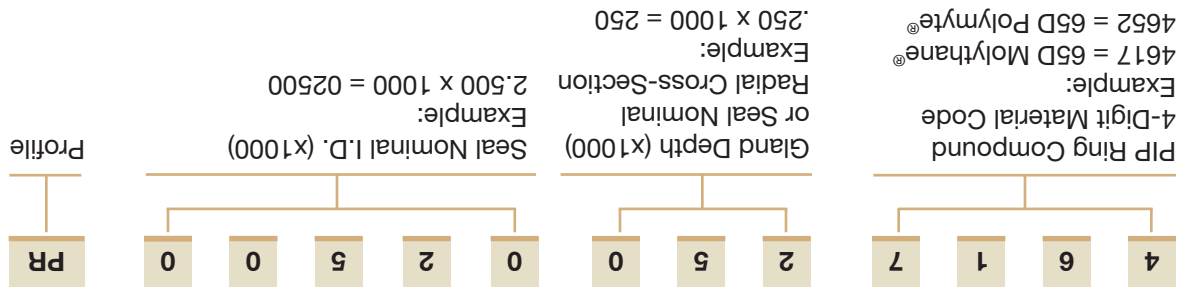 4 6 1 7 2 5 0 0 2 5 0 0 PR
PIP Ring Compound
4-Digit Material Code
Example:
4617 = 65D Molythane®
4652 = 65D Polymyte®
Gland Depth (x1000)
or Seal Nominal
Radial Cross-Section
Example:
.250 x 1000 = 250
Seal Nominal I.D. (x1000)
Example:
2.500 x 1000 = 02500
Profile